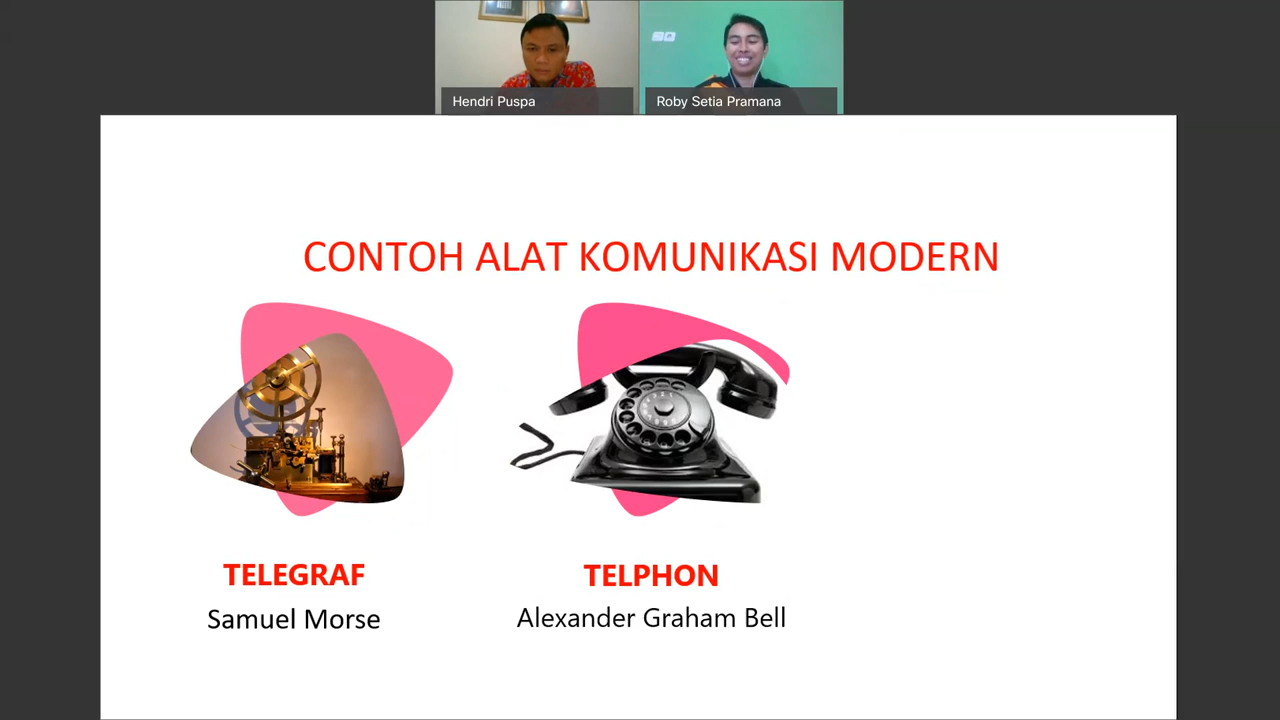 Hendri Puspa
Roby Setia Pramana
CONTOH ALAT KOMUNIKASI MODERN
TELEGRAF
Samuel Morse
TELPHON
Alexander Graham Bell